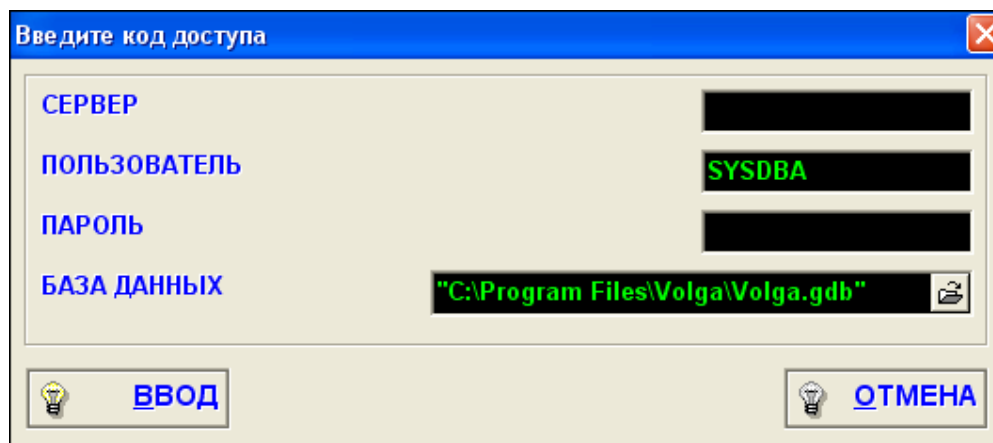 Введите код доступа
СЕРВЕР
ПОЛЬЗОВАТЕЛЬ SYSDBA
ПАРОЛЬ
БАЗА ДАННЫХ "C:\Program Files\Volga\Volga.gdb"
ВВОД ОТМЕНА